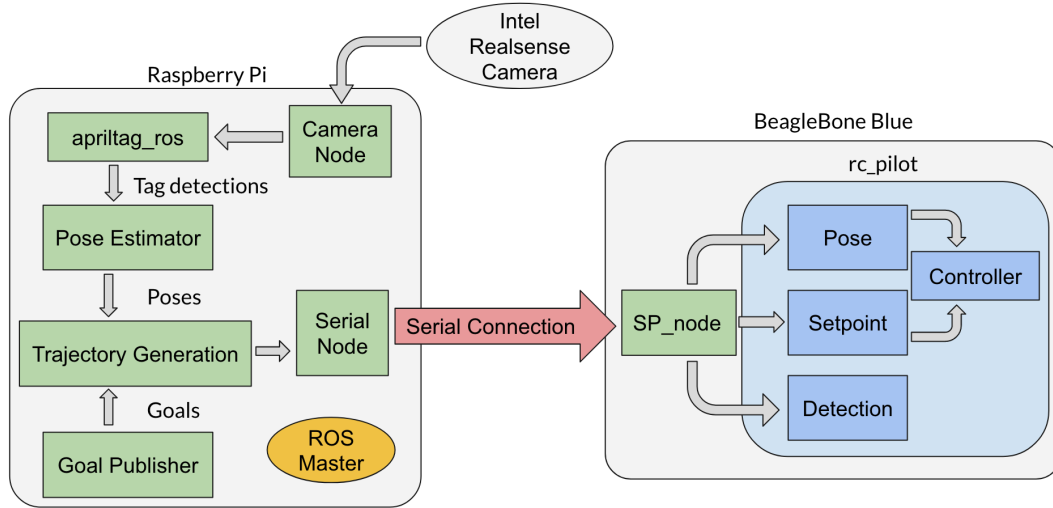 Intel
Realsense
Camera
Raspberry Pi
apriltag_ros
Camera
Node
Tag detections
Pose Estimator
Poses
Trajectory Generation
Serial
Node
Goals
Goal Publisher
ROS
Master
Serial Connection
BeagleBone Blue
rc_pilot
SP_node
Pose
Setpoint
Detection
Controller